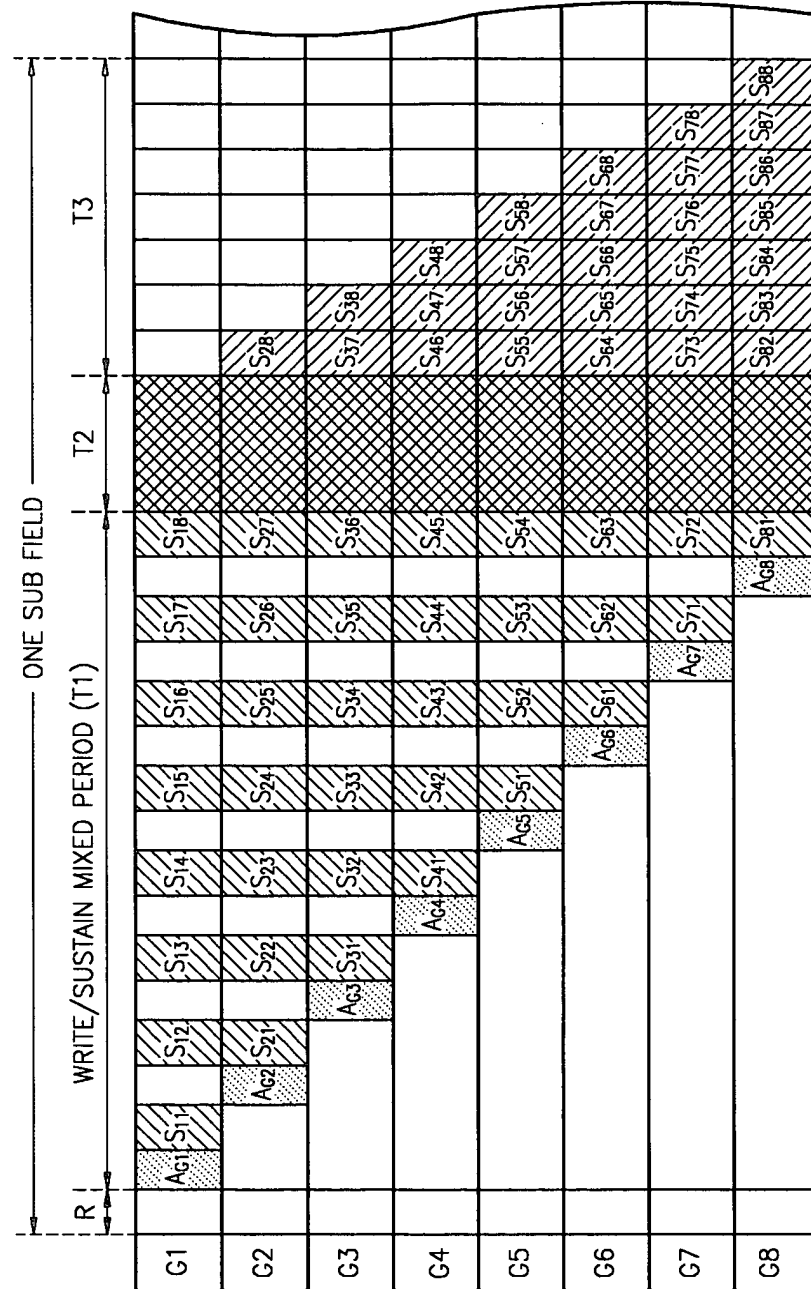 ONE SUB FIELD
R WRITE/SUSTAIN MIXED PERIOD (T1) T2 T3
G1 AG1 S11 S12 S13 S14 S15 S16 S17 S18
G2 AG2 S21 S22 S23 S24 S25 S26 S27 S28
G3 AG3 S31 S32 S33 S34 S35 S36 S37 S38
G4 AG4 S41 S42 S43 S44 S45 S46 S47 S48
G5 AG5 S51 S52 S53 S54 S55 S56 S57 S58
G6 AG6 S61 S62 S63 S64 S65 S66 S67 S68
G7 AG7 S71 S72 S73 S74 S75 S76 S77 S78
G8 AG8 S81 S82 S83 S84 S85 S86 S87 S88